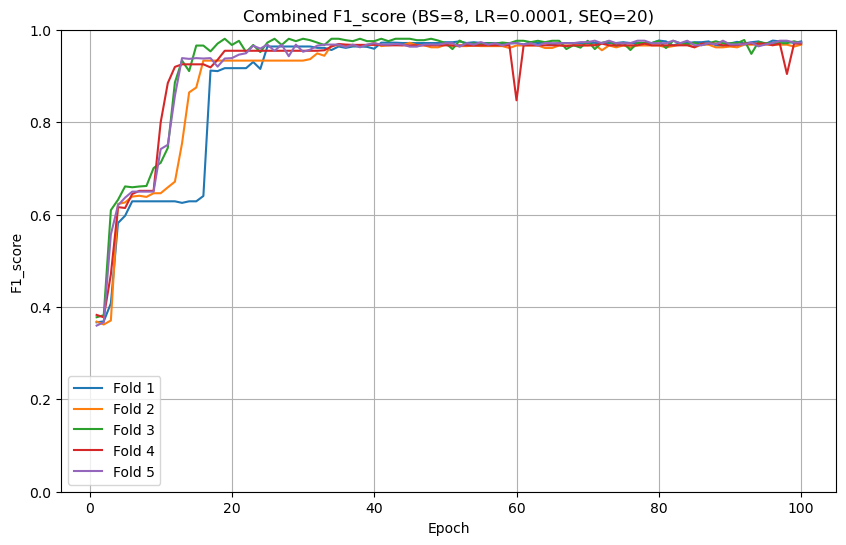 Combined F1_score (BS=8, LR=0.0001, SEQ=20)
1.0
0.8
0.6
0.4
0.2
0.0
F1_score
Fold 1
Fold 2
Fold 3
Fold 4
Fold 5
0 20 40 60 80 100
Epoch